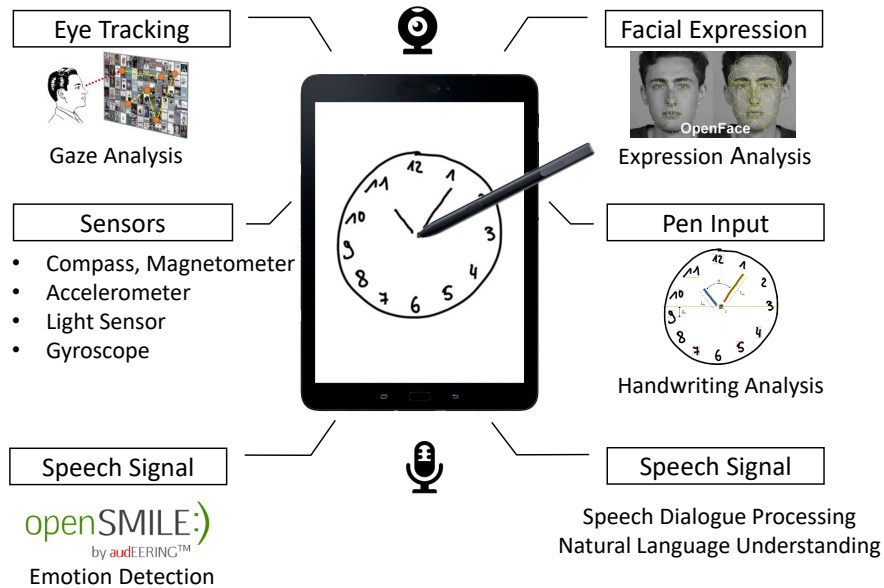 Eye Tracking
Gaze Analysis
Facial Expression
OpenFace
Expression Analysis
Sensors
• Compass, Magnetometer
• Accelerometer
• Light Sensor
• Gyroscope
12
11
1
10
9
3
8
4
7
6
5
Pen Input
12
11
1
10
2
9
3
8
4
7
6
5
Handwriting Analysis
Speech Signal
openSMILE:)
by audEERING™
Emotion Detection
Speech Signal
Speech Dialogue Processing
Natural Language Understanding